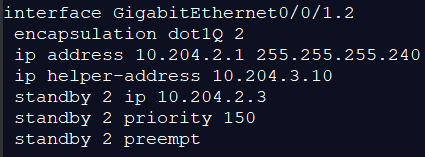 interface GigabitEthernet0/0/1.2
encapsulation dot1Q 2
ip address 10.204.2.1 255.255.255.240
ip helper-address 10.204.3.10
standby 2 ip 10.204.2.3
standby 2 priority 150
standby 2 preempt